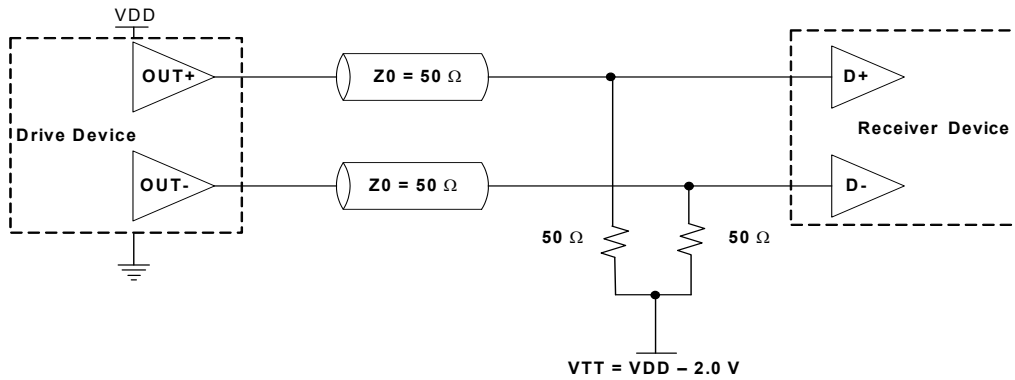 VDD
OUT+
Z0 = 50 Ω
D+
Drive Device
Receiver Device
OUT-
Z0 = 50 Ω
D-
50 Ω
50 Ω
VTT = VDD – 2.0 V